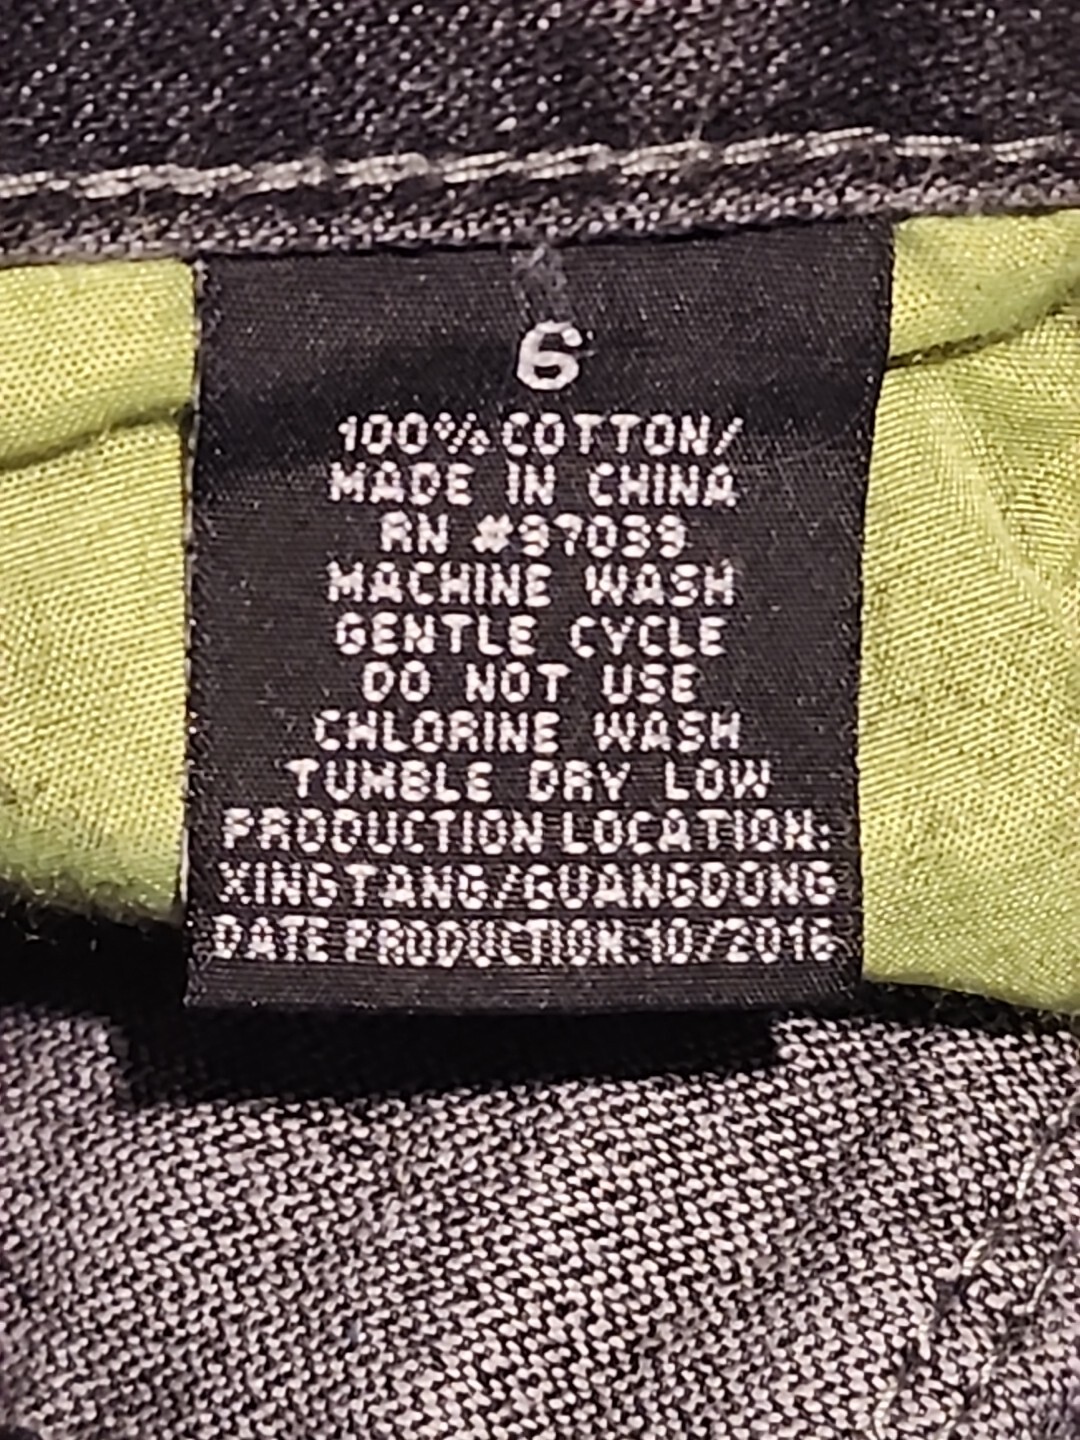 6
100% COTTON/
MADE IN CHINA
RN #97039
MACHINE WASH
GENTLE CYCLE
DO NOT USE
CHLORINE WASH
TUMBLE DRY LOW
PRODUCTION LOCATION:
XINGTANG/GUANGDONG
DATE PRODUCTION:10/2016